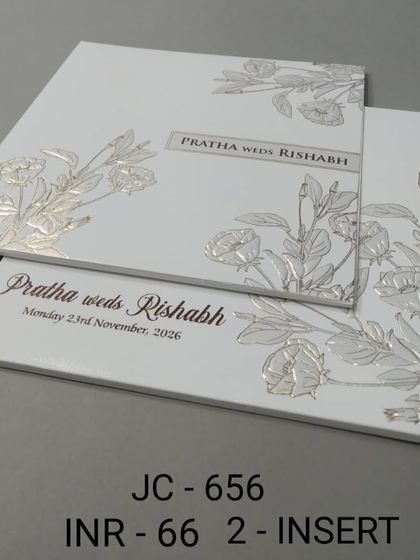 PRATHA WEDS RISHABH
Pratha weds Rishabh
Monday 23rd November, 2026
JC - 656
INR - 66 2 - INSERT